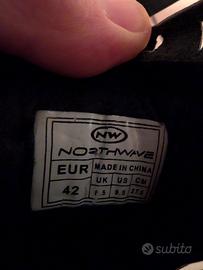 NW
NORTHWAVE
EUR MADE IN CHINA
UK US CM
42
subito